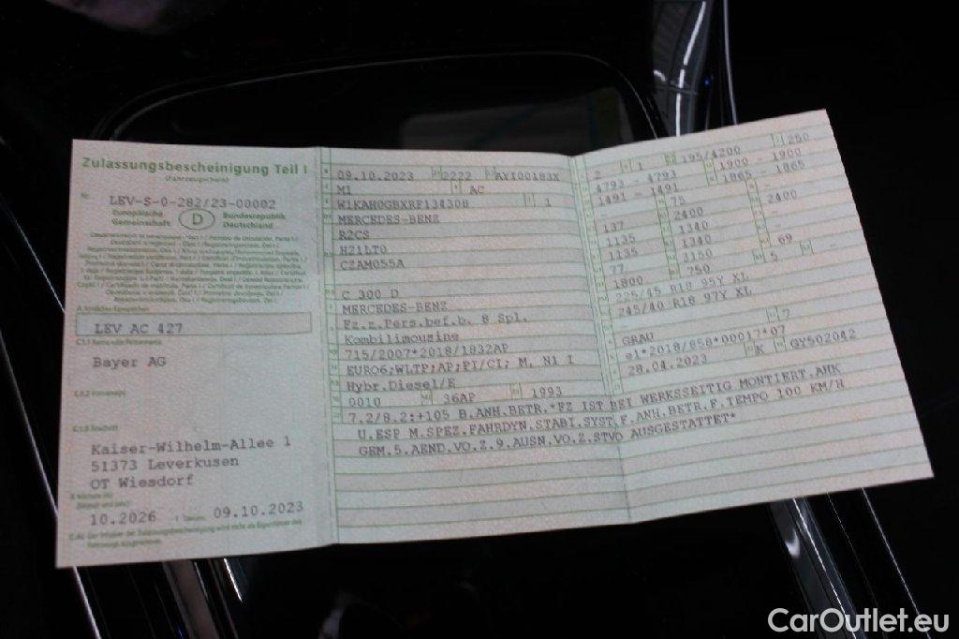 Zulassungsbescheinigung Teil I
(Fahrzeugschein)
Nr.
LEV-S-0-282/23-00002
Europäische
Gemeinschaft
D
Bundesrepublik
Deutschland
LEV AC 427
Bayer AG
Kaiser-Wilhelm-Allee 1
51373 Leverkusen
OT Wiesdorf
10.2026
09.10.2023
09.10.2023 2222
M1 AC
1
MERCEDES-BENZ
R2CS
H21LT0
CZAM055A
C 300 D
MERCEDES-BENZ
Fz.z.Pers.bef.b. 8 Spl.
Kombilimousine
715/2007*2018/1832AP
EURO6;WLTP;AP;PI/CI; M, N1 I
Hybr.Diesel/E
0010 36AP 1993
7.2/8.2:+105 B.ANH.BETR.*FZ IST BEI WERKSSEITIG MONTIERT.AHK
U.ESP M.SPEZ.FAHRDYN.STABI.SYST.F.ANH.BETR.F.TEMPO 100 KM/H
GEM.5.AEND.VO.Z.9.AUSN.VO.Z.STVO AUSGESTATTET*
2 1 195/4200 250
4793 - 4793 1900 - 1900
1491 - 1491 1865 - 1865
- 75
137 2400 2400
1135 1340 -
1135 1340 -
77 3150 69
1800 750 5 -
225/45 R18 95Y XL
245/40 R18 97Y XL
-
GRAU 7
e1*2018/858*00017*07
28.04.2023 K GY502042
CarOutlet.eu